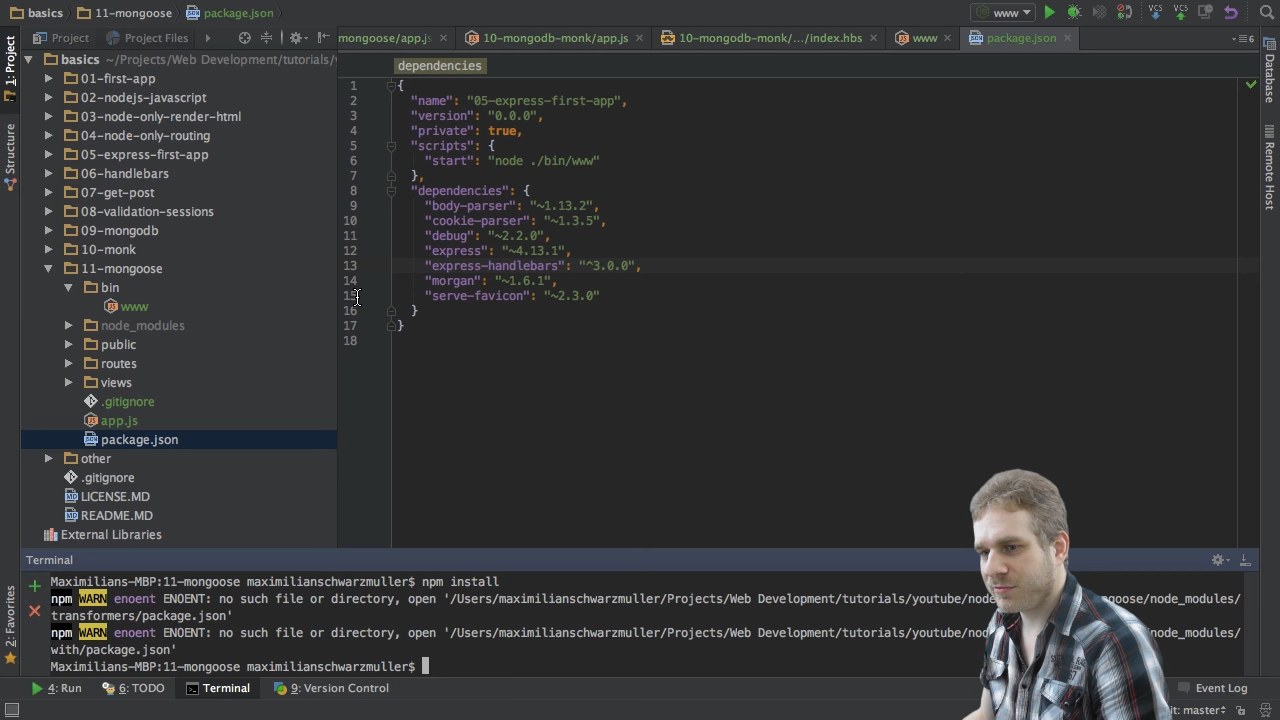 basics 11-mongoose package.json
www
Project Project Files
mongoose/app.js 10-mongodb-monk/app.js 10-mongodb-monk/.../index.hbs www package.json
6
1: Project
Structure
2: Favorites
Database
Remote Host
basics ~/Projects/Web Development/tutorials/
01-first-app
02-nodejs-javascript
03-node-only-render-html
04-node-only-routing
05-express-first-app
06-handlebars
07-get-post
08-validation-sessions
09-mongodb
10-monk
11-mongoose
bin
www
node_modules
public
routes
views
.gitignore
app.js
package.json
other
.gitignore
LICENSE.MD
README.MD
External Libraries
dependencies
1 {
2 "name": "05-express-first-app",
3 "version": "0.0.0",
4 "private": true,
5 "scripts": {
6 "start": "node ./bin/www"
7 },
8 "dependencies": {
9 "body-parser": "~1.13.2",
10 "cookie-parser": "~1.3.5",
11 "debug": "~2.2.0",
12 "express": "~4.13.1",
13 "express-handlebars": "^3.0.0",
14 "morgan": "~1.6.1",
15 "serve-favicon": "~2.3.0"
16 }
17 }
18
Terminal
Maximilians-MBP:11-mongoose maximilianschwarzmuller$ npm install
npm WARN enoent ENOENT: no such file or directory, open '/Users/maximilianschwarzmuller/Projects/Web Development/tutorials/youtube/node goose/node_modules/
transformers/package.json'
npm WARN enoent ENOENT: no such file or directory, open '/Users/maximilianschwarzmuller/Projects/Web Development/tutorials/youtube/nod node_modules/
with/package.json'
Maximilians-MBP:11-mongoose maximilianschwarzmuller$
4: Run 6: TODO Terminal 9: Version Control Event Log
it: master